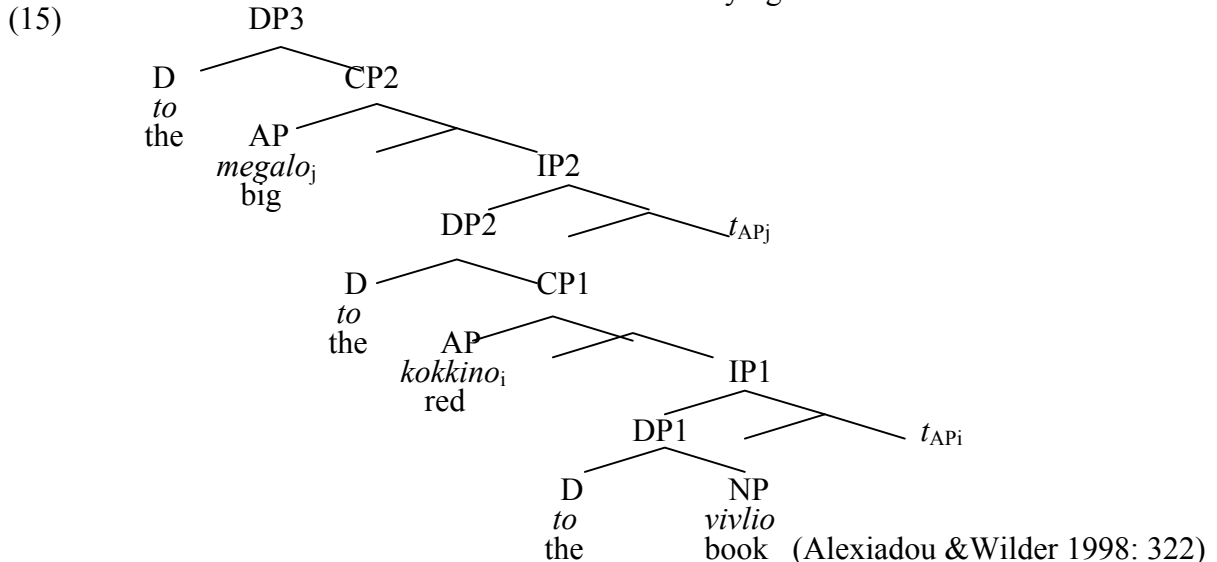 (15) DP3
D CP2
to
the AP
megaloj IP2
big
DP2 tAPj
D CP1
to
the AP
kokkinoi IP1
red
DP1 tAPi
D NP
to vivlio
the book (Alexiadou &Wilder 1998: 322)